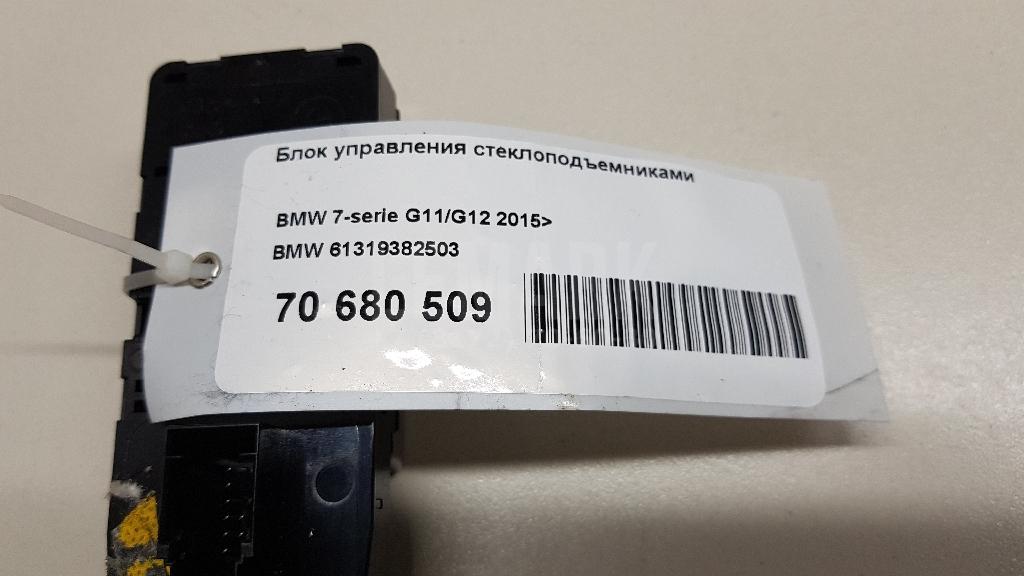 Блок управления стеклоподъемниками
BMW 7-serie G11/G12 2015>
BMW 61319382503
70 680 509